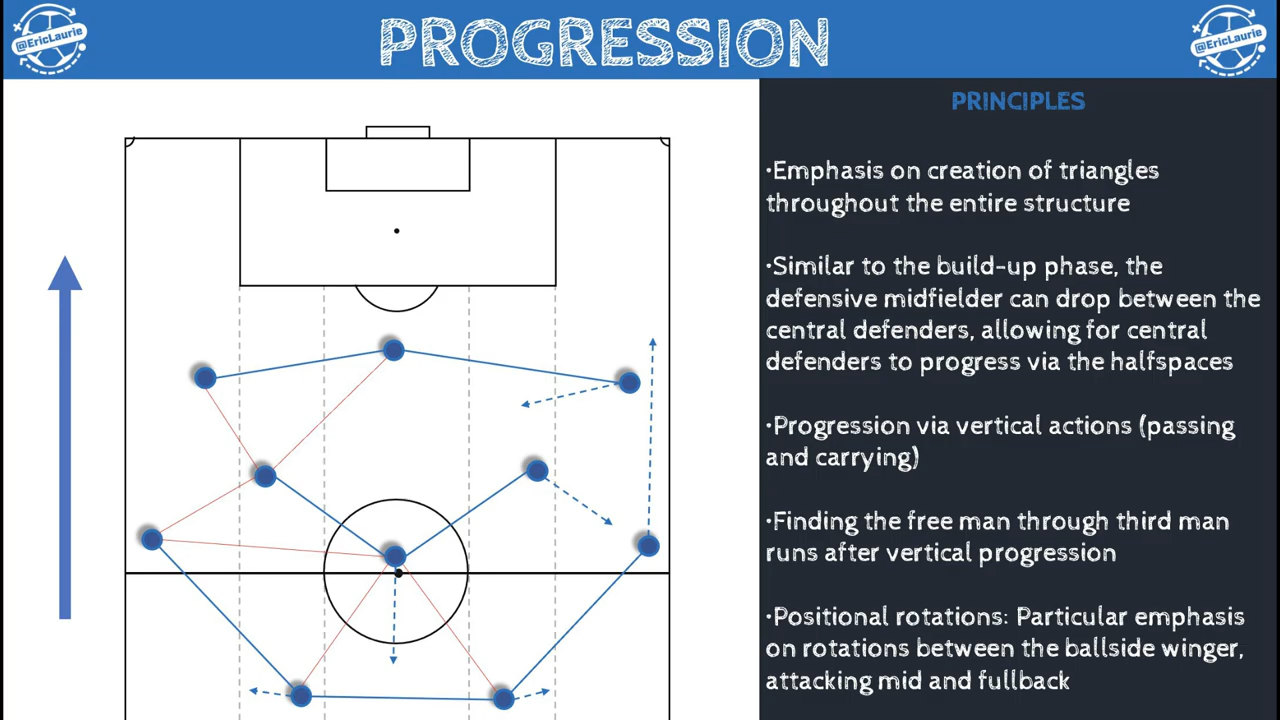 @EricLaurie
PROGRESSION
@EricLaurie
PRINCIPLES
•Emphasis on creation of triangles
throughout the entire structure
•Similar to the build-up phase, the
defensive midfielder can drop between the
central defenders, allowing for central
defenders to progress via the halfspaces
•Progression via vertical actions (passing
and carrying)
•Finding the free man through third man
runs after vertical progression
•Positional rotations: Particular emphasis
on rotations between the ballside winger,
attacking mid and fullback